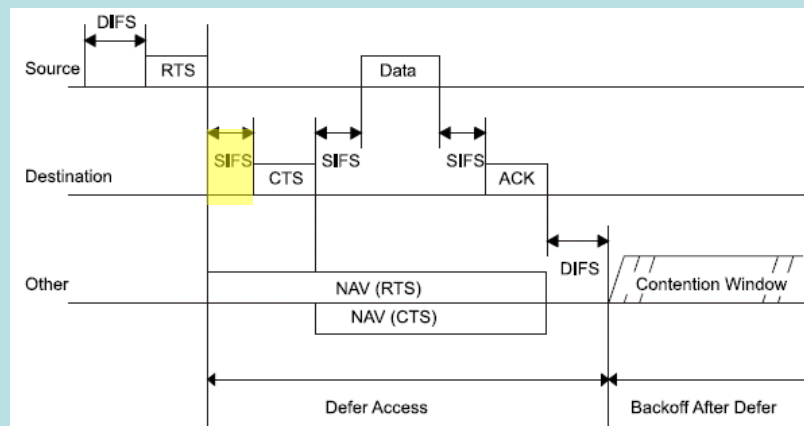 DIFS
Source
RTS
Data
SIFS
SIFS
SIFS
Destination
CTS
ACK
DIFS
Other
NAV (RTS)
Contention Window
NAV (CTS)
Defer Access
Backoff After Defer